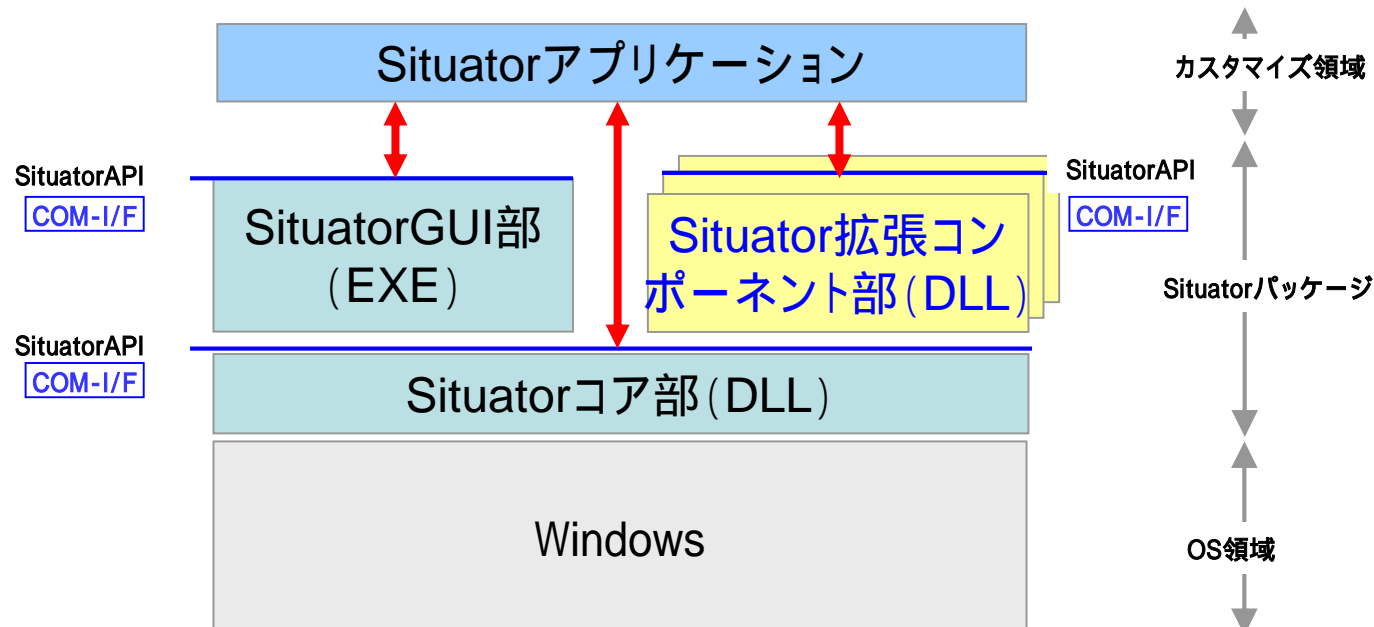 Situatorアプリケーション
カスタマイズ領域
SituatorAPI
COM-I/F
SituatorGUI部
(EXE)
SituatorAPI
COM-I/F
Situator拡張コン
ポーネント部(DLL)
Situatorパッケージ
SituatorAPI
COM-I/F
Situatorコア部(DLL)
Windows
OS領域